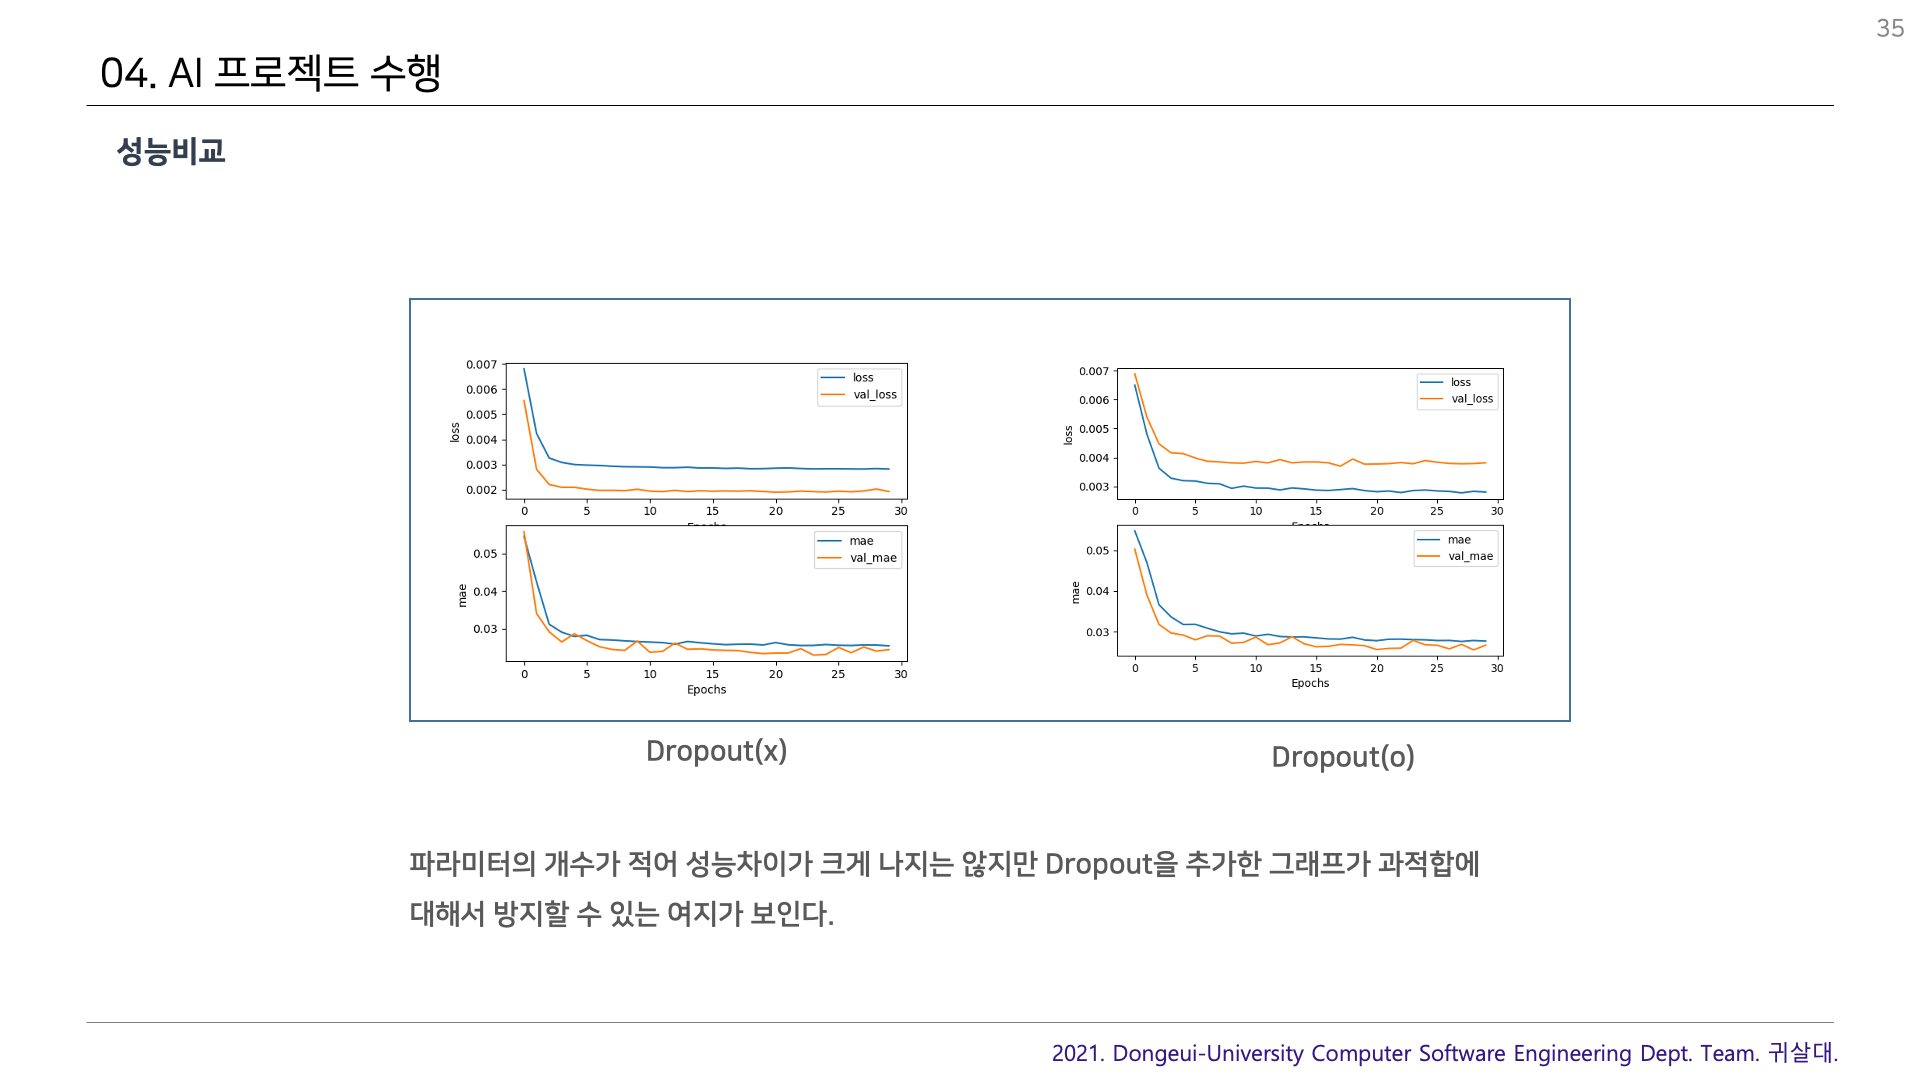 35
04. AI 프로젝트 수행
성능비교
0.007
0.006
0.005
0.004
0.003
0.002
loss
loss
val_loss
0 5 10 15 20 25 30
Epochs
0.05
0.04
0.03
mae
mae
val_mae
0 5 10 15 20 25 30
Epochs
0.007
0.006
0.005
0.004
0.003
loss
loss
val_loss
0 5 10 15 20 25 30
Epochs
0.05
0.04
0.03
mae
mae
val_mae
0 5 10 15 20 25 30
Epochs
Dropout(x)
Dropout(o)
파라미터의 개수가 적어 성능차이가 크게 나지는 않지만 Dropout을 추가한 그래프가 과적합에
대해서 방지할 수 있는 여지가 보인다.
2021. Dongeui-University Computer Software Engineering Dept. Team. 귀살대.